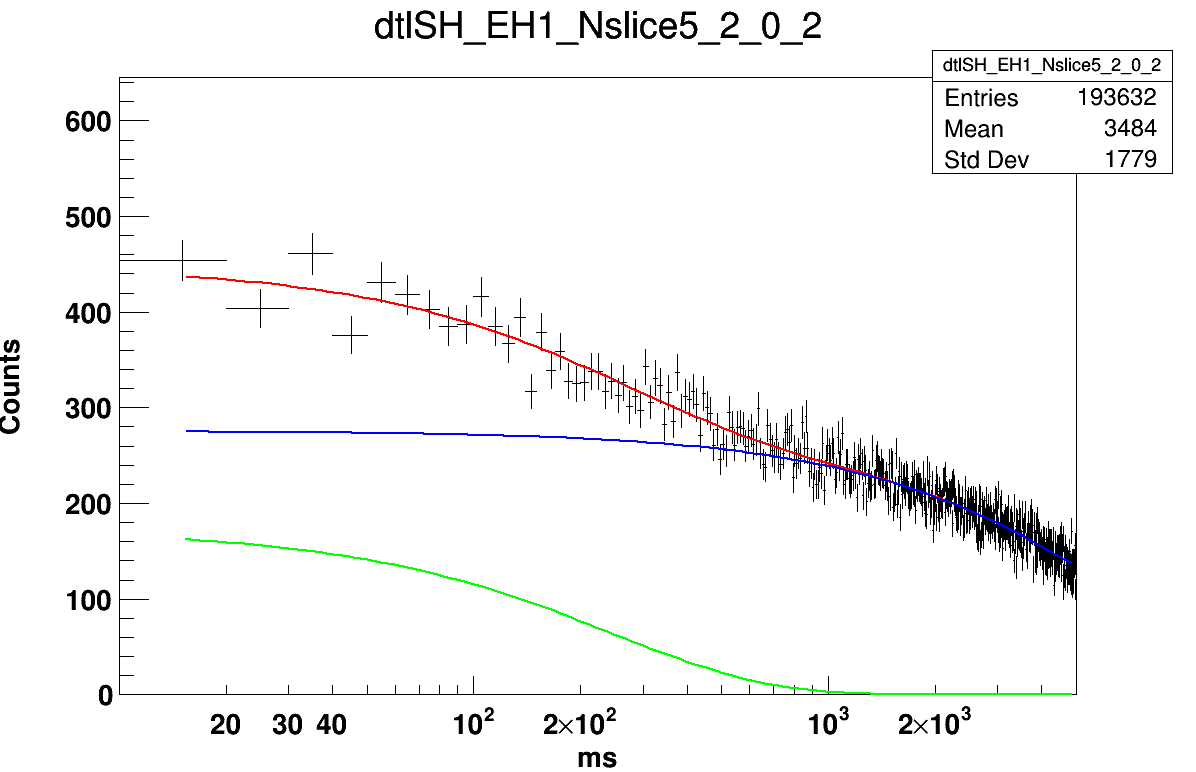 dtlSH_EH1_Nslice5_2_0_2
dtlSH_EH1_Nslice5_2_0_2
Entries 193632
Mean 3484
Std Dev 1779
600
500
400
300
200
100
0
Counts
20 30 40 10² 2×10² 10³ 2×10³
ms